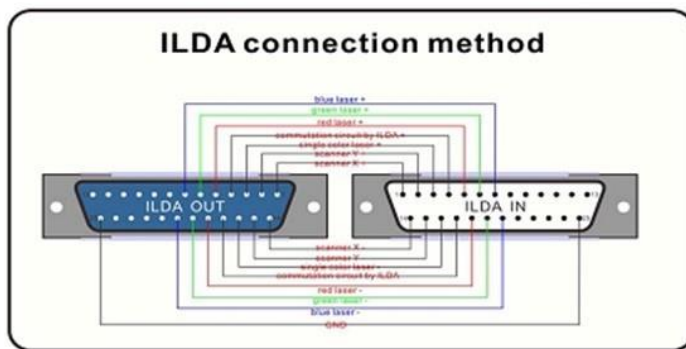 ILDA connection method
blue laser +
green laser +
red laser +
commutation circuit by ILDA +
single color laser +
scanner Y -
scanner X -
ILDA OUT
ILDA IN
scanner X -
scanner Y
single color laser -
commutation circuit by ILDA
red laser -
green laser -
blue laser -
GND